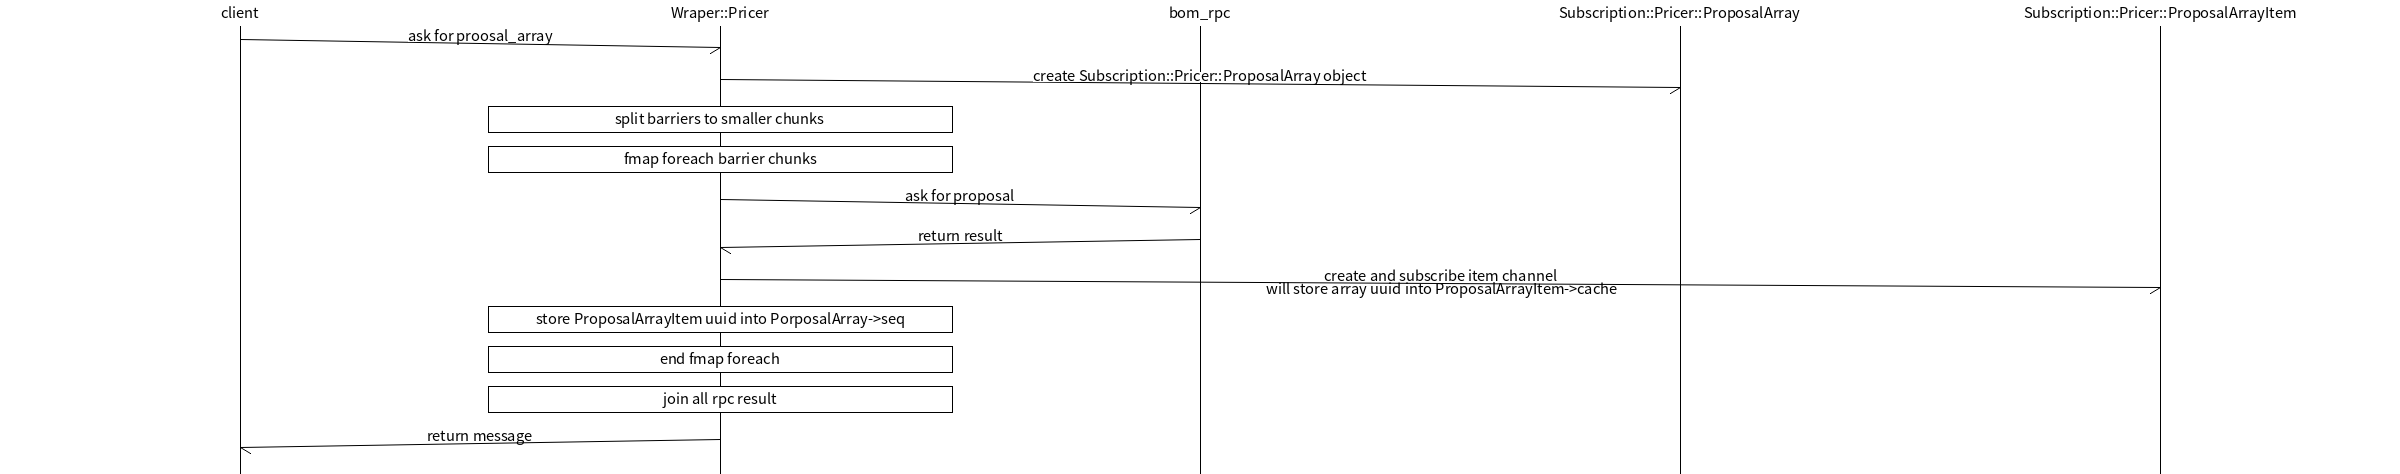 client
Wraper::Pricer
bom_rpc
Subscription::Pricer::ProposalArray
Subscription::Pricer::ProposalArrayItem
ask for proosal_array
create Subscription::Pricer::ProposalArray object
split barriers to smaller chunks
fmap foreach barrier chunks
ask for proposal
return result
create and subscribe item channel
will store array uuid into ProposalArrayItem->cache
store ProposalArrayItem uuid into PorposalArray->seq
end fmap foreach
join all rpc result
return message